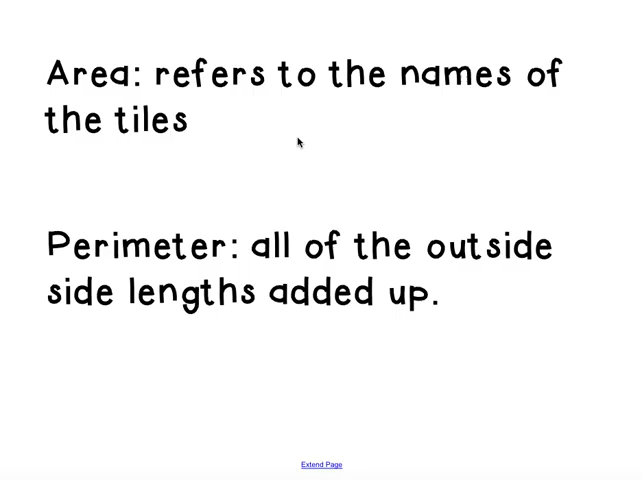 Area: refers to the names of
the tiles
Perimeter: all of the outside
side lengths added up.
Extend Page